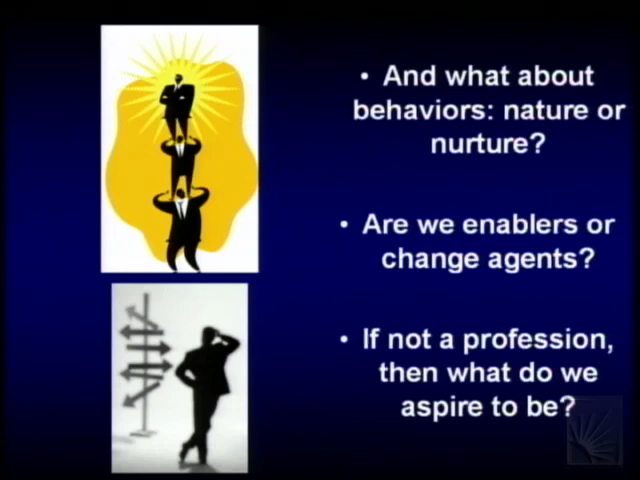 • And what about
behaviors: nature or
nurture?
• Are we enablers or
change agents?
• If not a profession,
then what do we
aspire to be?